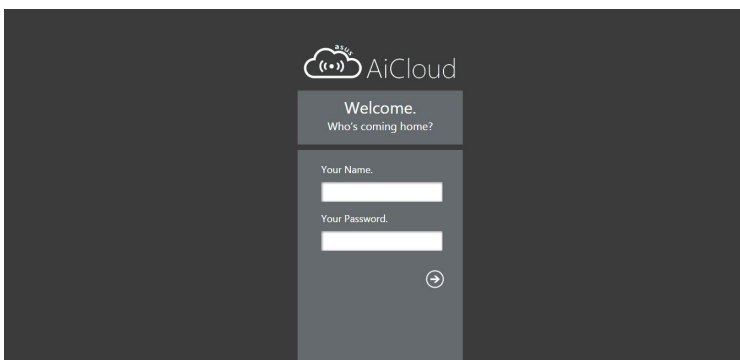 asus
AiCloud
Welcome.
Who's coming home?
Your Name.
Your Password.